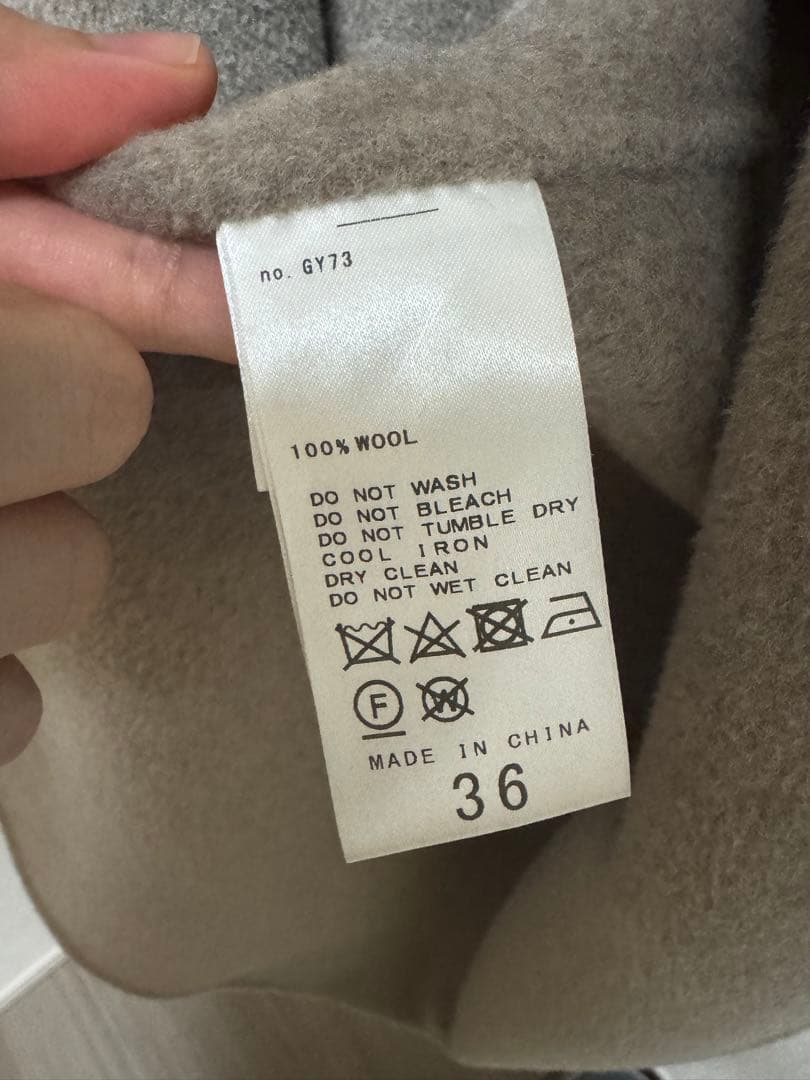 no. GY73
100% WOOL
DO NOT WASH
DO NOT BLEACH
DO NOT TUMBLE DRY
COOL IRON
DRY CLEAN
DO NOT WET CLEAN
F W
MADE IN CHINA
36